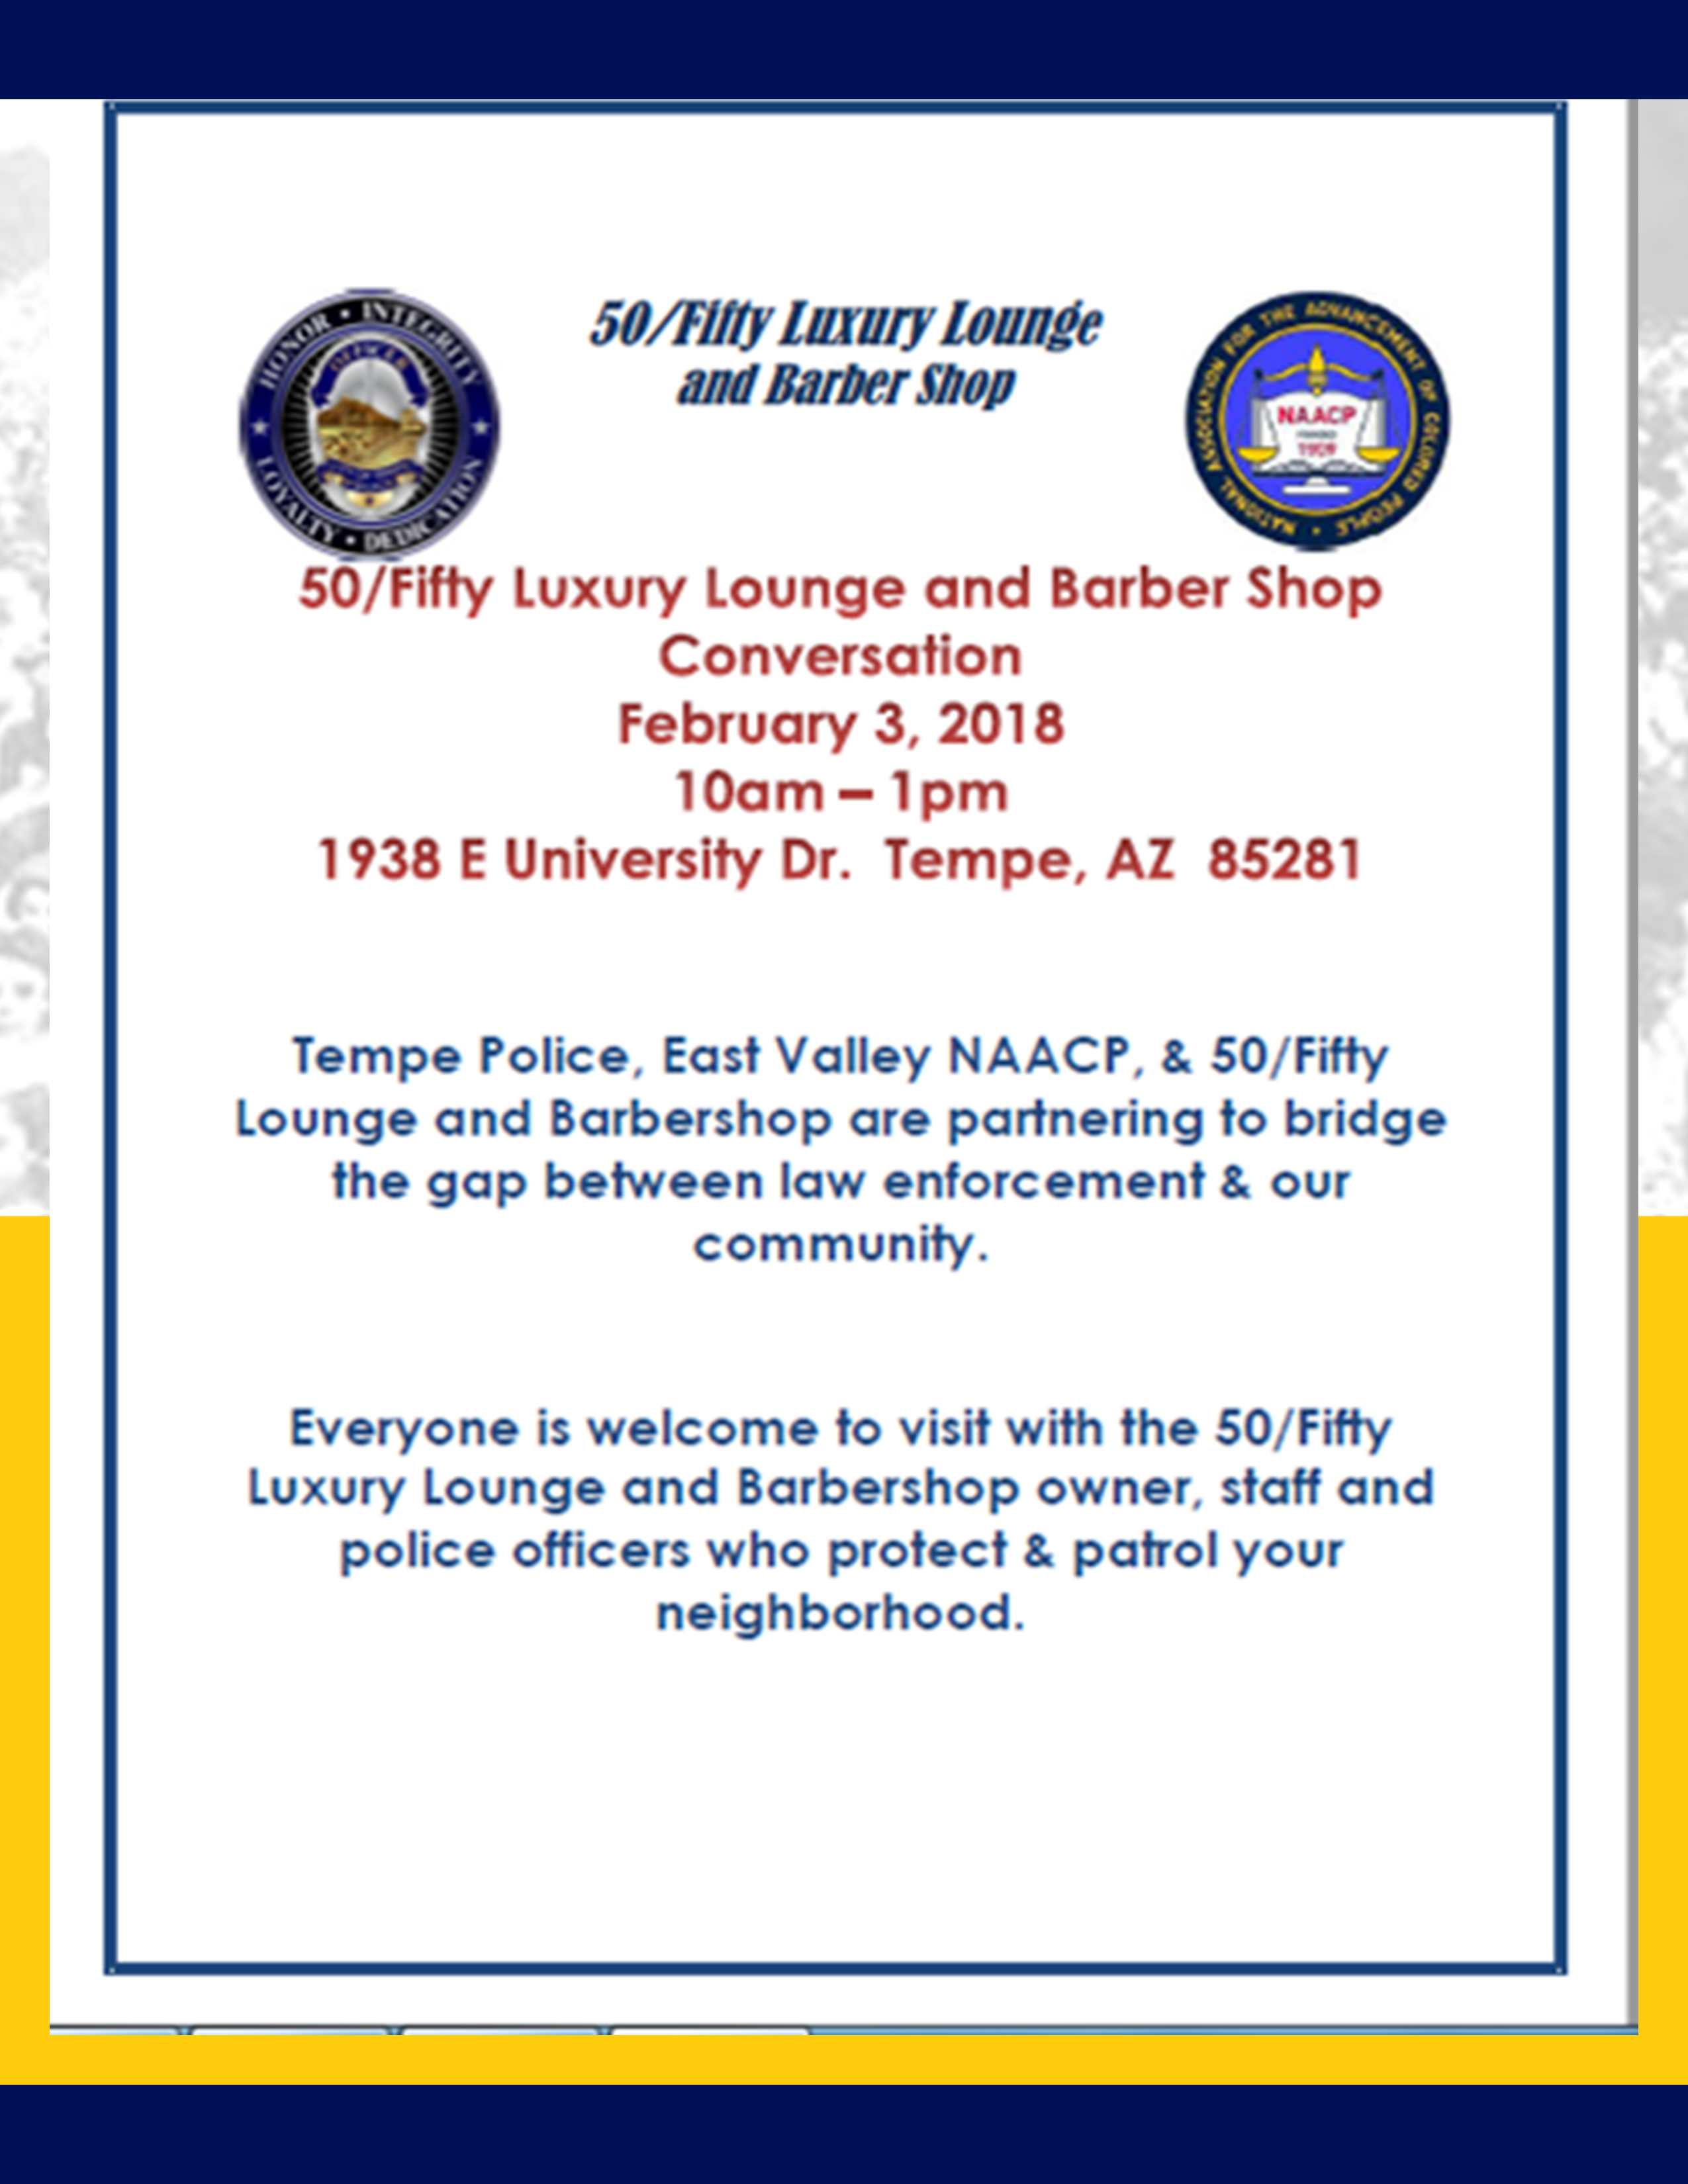 HONOR • INTEGRITY
OFFICER
LOYALTY • DEDICATION
50/Fifty Luxury Lounge
and Barber Shop
NATIONAL ASSOCIATION FOR THE ADVANCEMENT OF COLORED PEOPLE •
NAACP
1909
50/Fifty Luxury Lounge and Barber Shop
Conversation
February 3, 2018
10am – 1pm
1938 E University Dr.  Tempe, AZ  85281
Tempe Police, East Valley NAACP, & 50/Fifty
Lounge and Barbershop are partnering to bridge
the gap between law enforcement & our
community.
Everyone is welcome to visit with the 50/Fifty
Luxury Lounge and Barbershop owner, staff and
police officers who protect & patrol your
neighborhood.